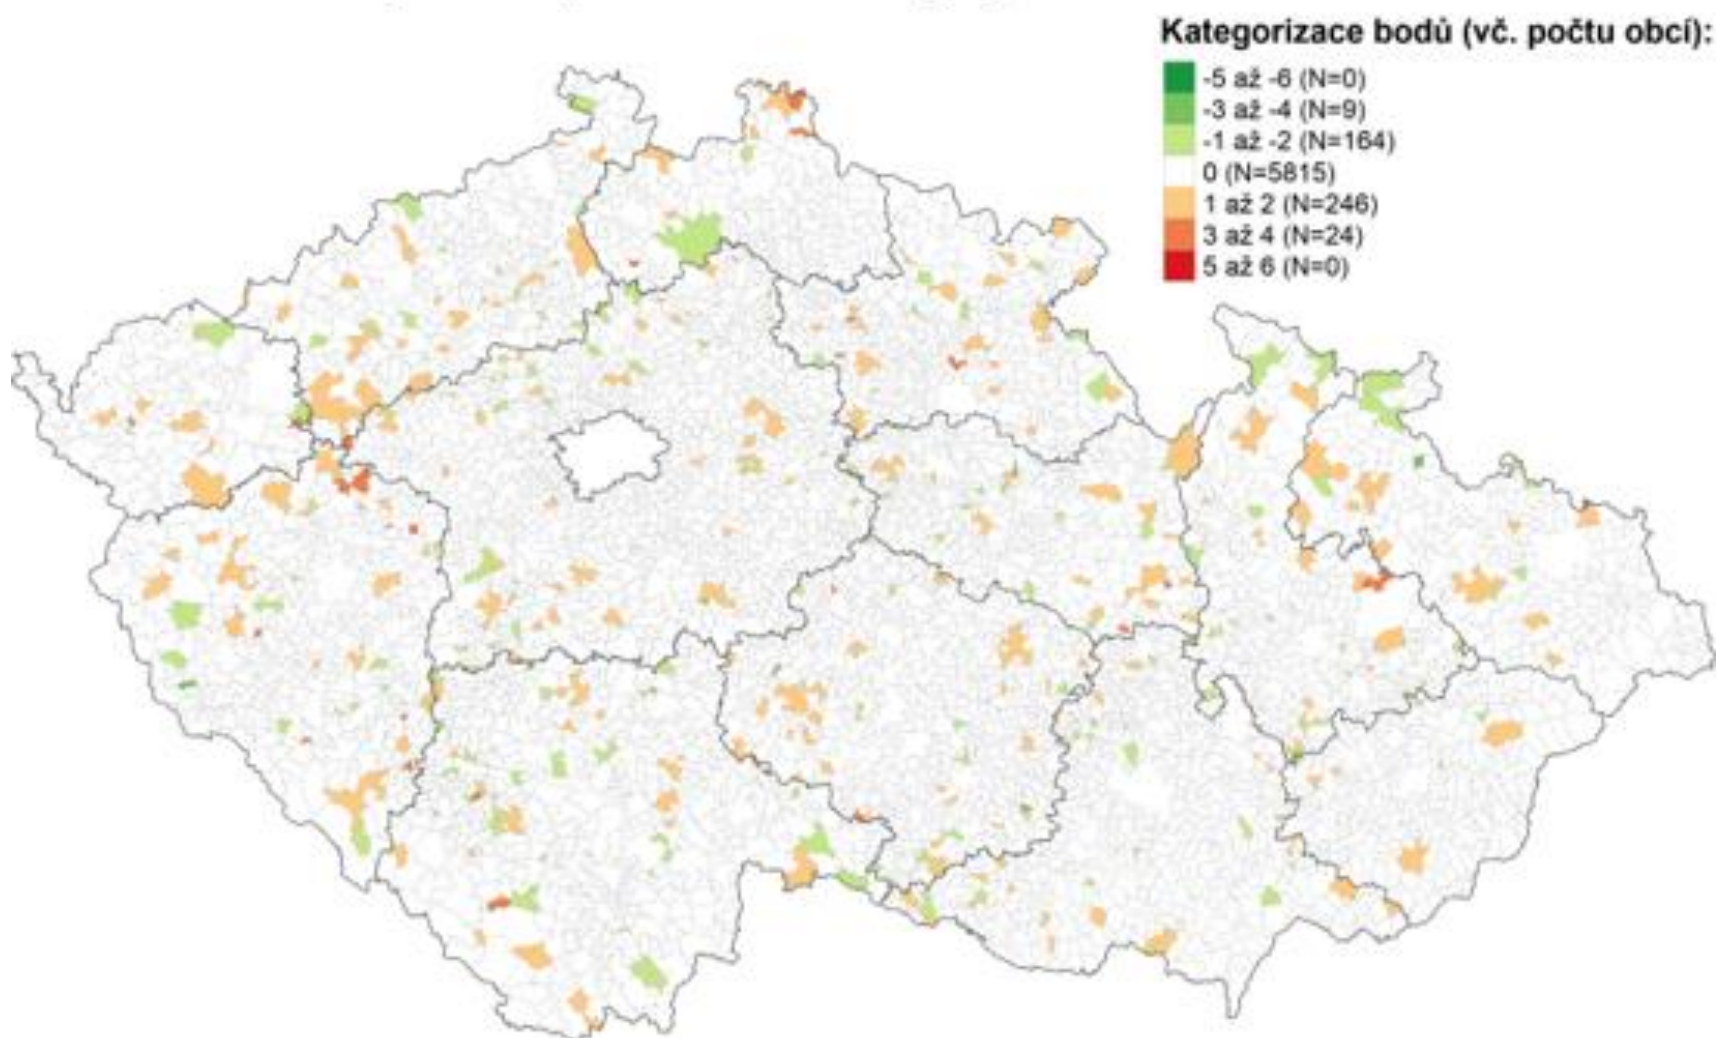 Kategorizace bodů (vč. počtu obcí):
-5 až -6 (N=0)
-3 až -4 (N=9)
-1 až -2 (N=164)
0 (N=5815)
1 až 2 (N=246)
3 až 4 (N=24)
5 až 6 (N=0)